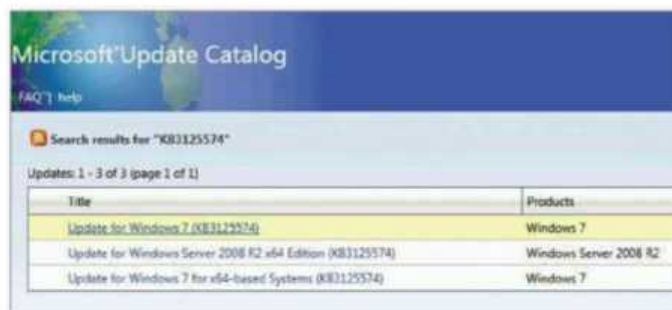 Microsoft Update Catalog
FAQ | help
Search results for "KB3125574"
Updates: 1 - 3 of 3 (page 1 of 1)
Title Products
Update for Windows 7 (KB3125574) Windows 7
Update for Windows Server 2008 R2 x64 Edition (KB3125574) Windows Server 2008 R2
Update for Windows 7 for x64-based Systems (KB3125574) Windows 7